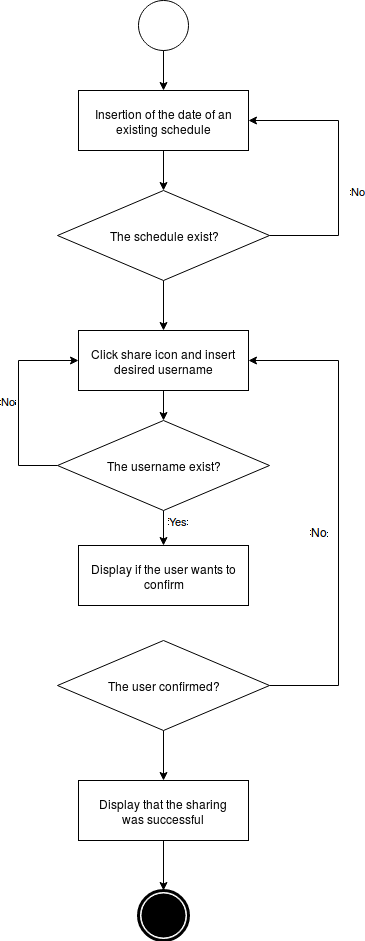 Insertion of the date of an
existing schedule
:No
The schedule exist?
Click share icon and insert
desired username
:No:
The username exist?
:Yes:
:No:
Display if the user wants to
confirm
The user confirmed?
Display that the sharing
was successful